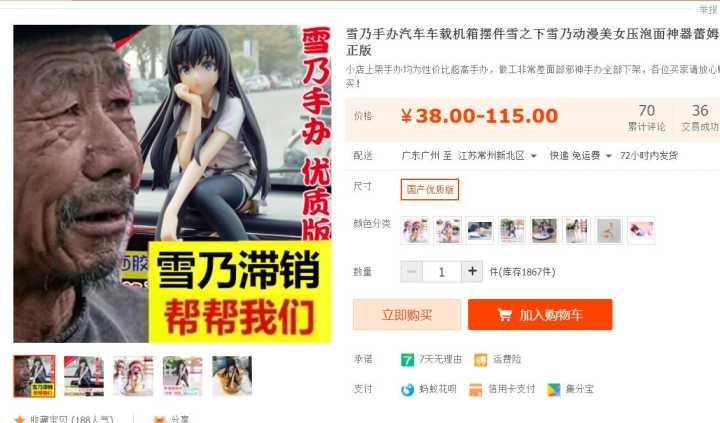 举报
雪乃手办汽车车载机箱摆件雪之下雪乃动漫美女压泡面神器蕾姆
正版
小店上架手办均为性价比超高手办，做工非常差面部邪神手办全部下架，各位买家请放心购
买！
价格
¥38.00-115.00
70
累计评论
36
交易成功
配送
广东广州 至 江苏常州新北区 快递 免运费 72小时内发货
尺寸
国产优质版
颜色分类
数量
1
件(库存1867件)
立即购买
加入购物车
承诺
7天无理由
运费险
支付
蚂蚁花呗
信用卡支付
集分宝
雪乃手办 优质版
雪乃滞销
帮帮我们
收藏宝贝 (188人气)
分享